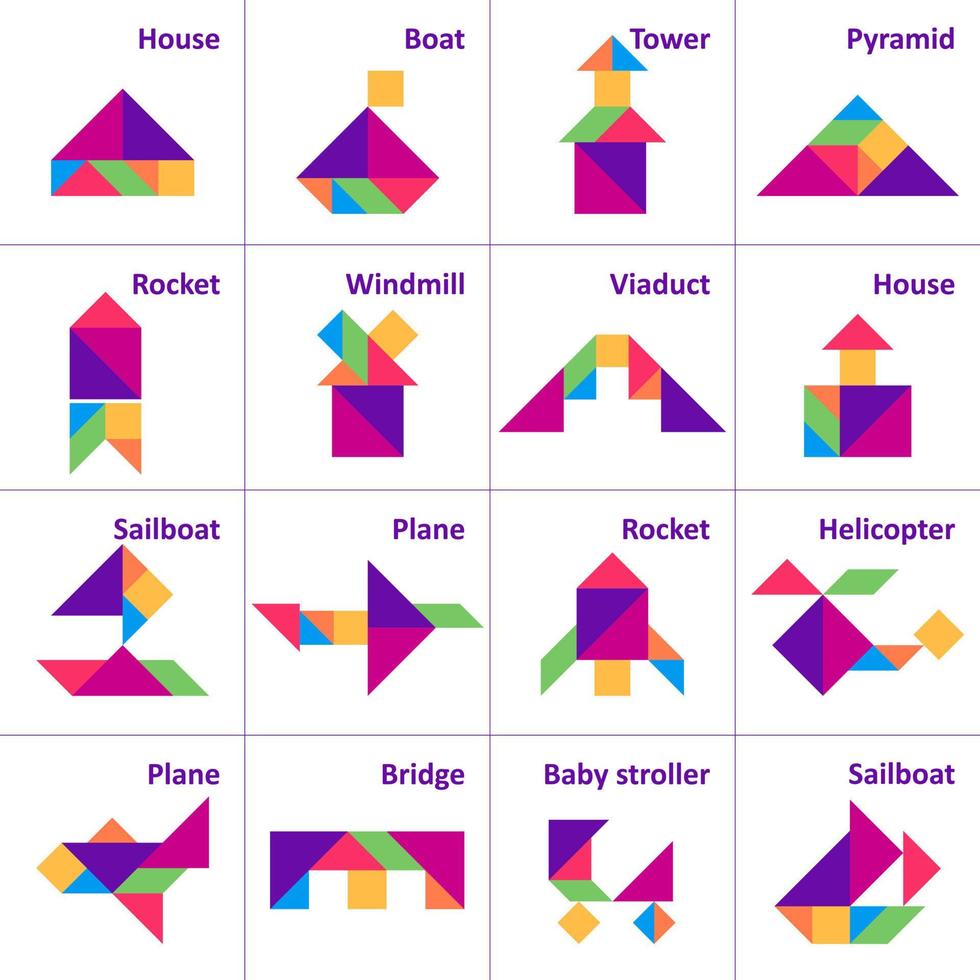 House
Boat
Tower
Pyramid
Rocket
Windmill
Viaduct
House
Sailboat
Plane
Rocket
Helicopter
Plane
Bridge
Baby stroller
Sailboat